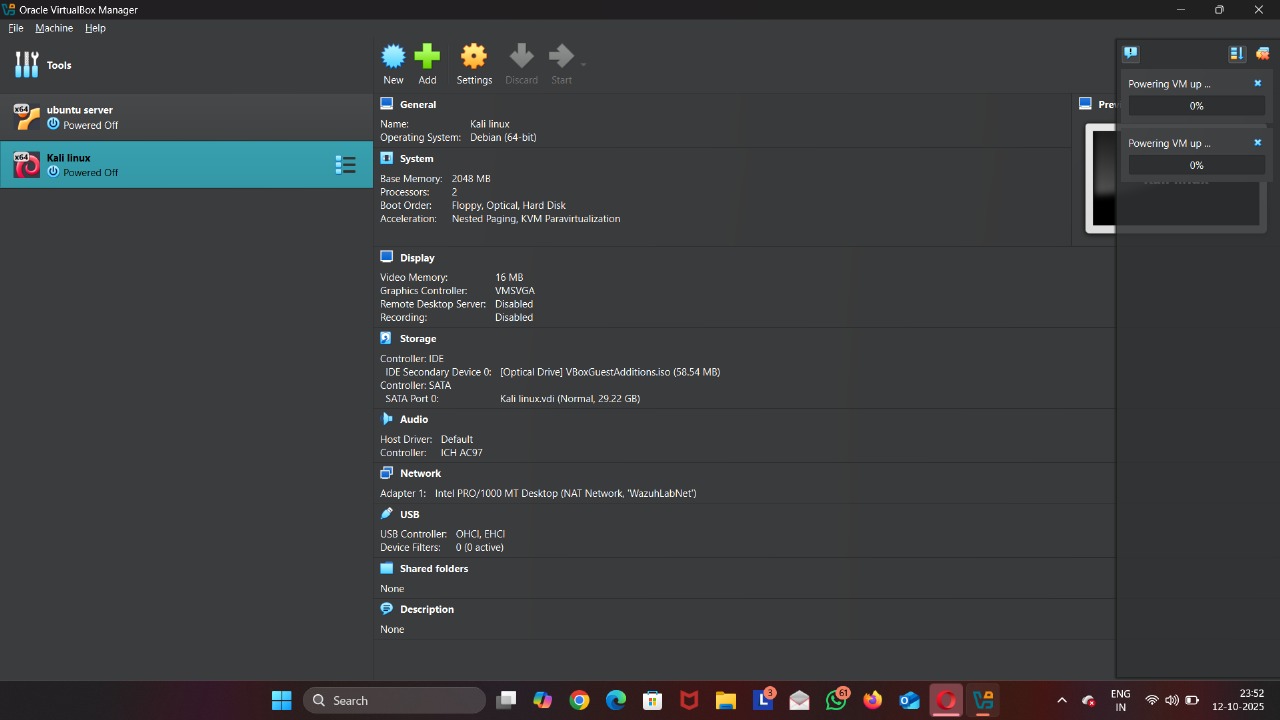 Oracle VirtualBox Manager
File Machine Help
Tools
New Add Settings Discard Start
x64 ubuntu server
Powered Off
x64 Kali linux
Powered Off
General
Name: Kali linux
Operating System: Debian (64-bit)
System
Base Memory: 2048 MB
Processors: 2
Boot Order: Floppy, Optical, Hard Disk
Acceleration: Nested Paging, KVM Paravirtualization
Display
Video Memory: 16 MB
Graphics Controller: VMSVGA
Remote Desktop Server: Disabled
Recording: Disabled
Storage
Controller: IDE
IDE Secondary Device 0: [Optical Drive] VBoxGuestAdditions.iso (58.54 MB)
Controller: SATA
SATA Port 0: Kali linux.vdi (Normal, 29.22 GB)
Audio
Host Driver: Default
Controller: ICH AC97
Network
Adapter 1: Intel PRO/1000 MT Desktop (NAT Network, 'WazuhLabNet')
USB
USB Controller: OHCI, EHCI
Device Filters: 0 (0 active)
Shared folders
None
Description
None
Prev
Powering VM up ...
0%
Powering VM up ...
0%
Search
3
61
ENG
IN
23:52
12-10-2025